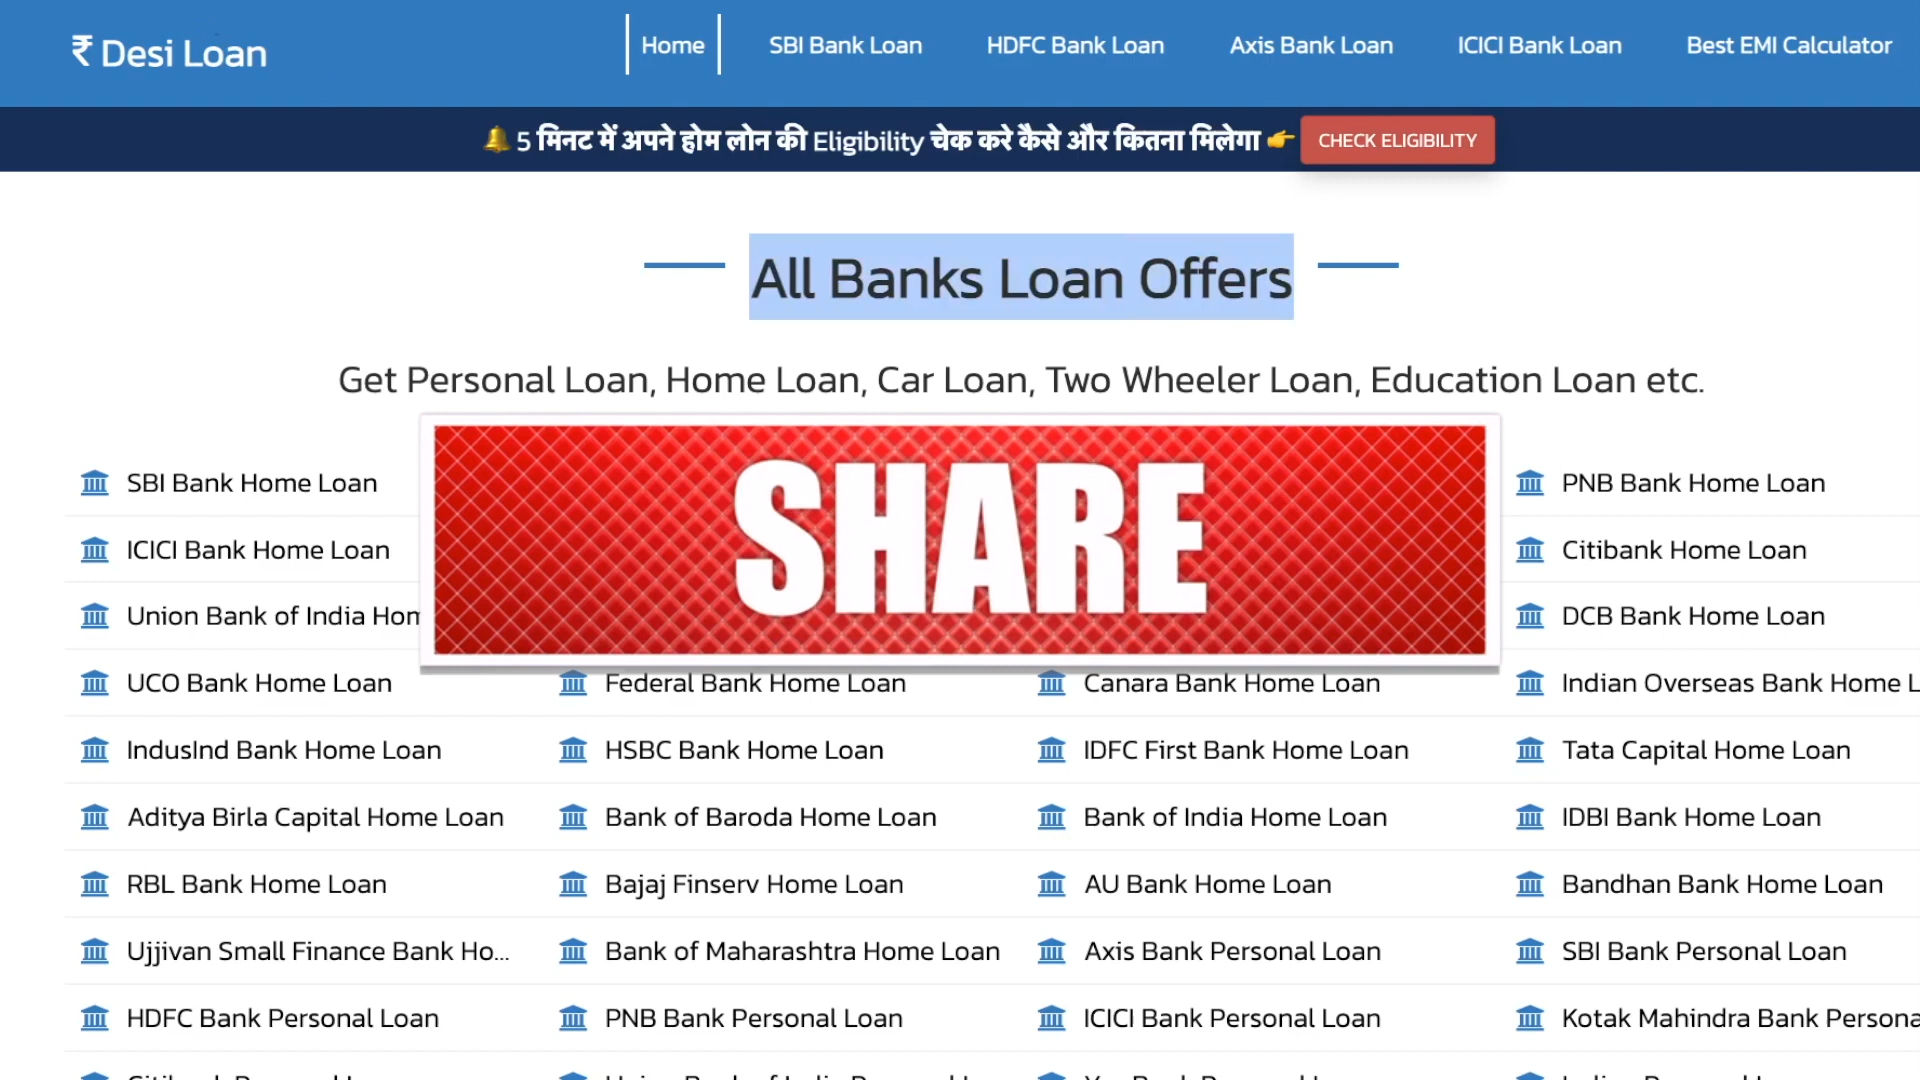 ₹ Desi Loan
Home SBI Bank Loan HDFC Bank Loan Axis Bank Loan ICICI Bank Loan Best EMI Calculator
🔔 5 मिनट में अपने होम लोन की Eligibility चेक करे कैसे और कितना मिलेगा 👉 CHECK ELIGIBILITY
All Banks Loan Offers
Get Personal Loan, Home Loan, Car Loan, Two Wheeler Loan, Education Loan etc.
SHARE
SBI Bank Home Loan PNB Bank Home Loan
ICICI Bank Home Loan Citibank Home Loan
Union Bank of India Hom DCB Bank Home Loan
UCO Bank Home Loan Federal Bank Home Loan Canara Bank Home Loan Indian Overseas Bank Home L
IndusInd Bank Home Loan HSBC Bank Home Loan IDFC First Bank Home Loan Tata Capital Home Loan
Aditya Birla Capital Home Loan Bank of Baroda Home Loan Bank of India Home Loan IDBI Bank Home Loan
RBL Bank Home Loan Bajaj Finserv Home Loan AU Bank Home Loan Bandhan Bank Home Loan
Ujjivan Small Finance Bank Ho... Bank of Maharashtra Home Loan Axis Bank Personal Loan SBI Bank Personal Loan
HDFC Bank Personal Loan PNB Bank Personal Loan ICICI Bank Personal Loan Kotak Mahindra Bank Persona